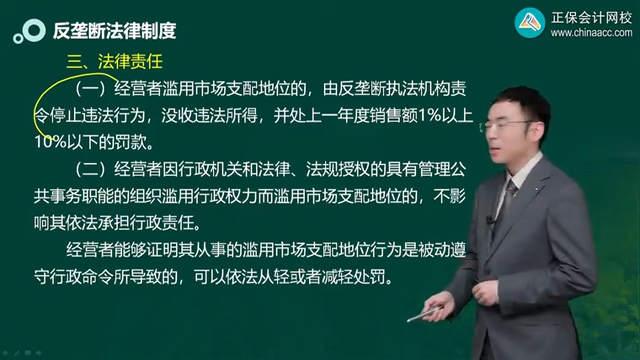 反垄断法律制度
正保会计网校
www.chinaacc.com
三、法律责任
（一）经营者滥用市场支配地位的，由反垄断执法机构责
令停止违法行为，没收违法所得，并处上一年度销售额1%以上
10%以下的罚款。
（二）经营者因行政机关和法律、法规授权的具有管理公
共事务职能的组织滥用行政权力而滥用市场支配地位的，不影
响其依法承担行政责任。
经营者能够证明其从事的滥用市场支配地位行为是被动遵
守行政命令所导致的，可以依法从轻或者减轻处罚。